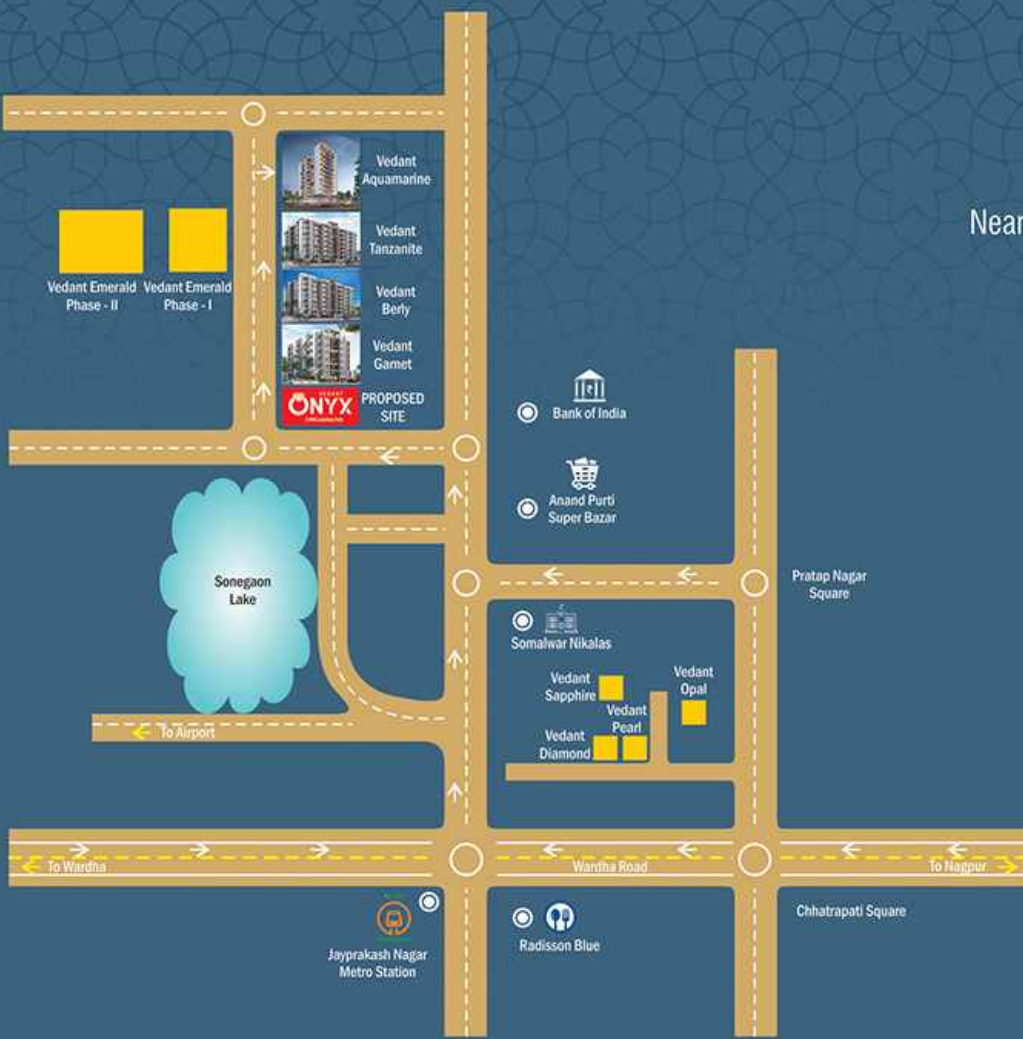 Vedant
Aquamarine
Vedant
Tanzanite
Near
Vedant Emerald
Phase - II
Vedant Emerald
Phase - I
Vedant
Berly
Vedant
Garnet
VEDANT
ONYX
PROPOSED
SITE
Bank of India
Anand Purti
Super Bazar
Sonegaon
Lake
Pratap Nagar
Square
Somalwar Nikalas
Vedant
Sapphire
Vedant
Opal
Vedant
Pearl
Vedant
Diamond
To Airport
To Wardha
Wardha Road
To Nagpur
Chhatrapati Square
Jayprakash Nagar
Metro Station
Radisson Blue